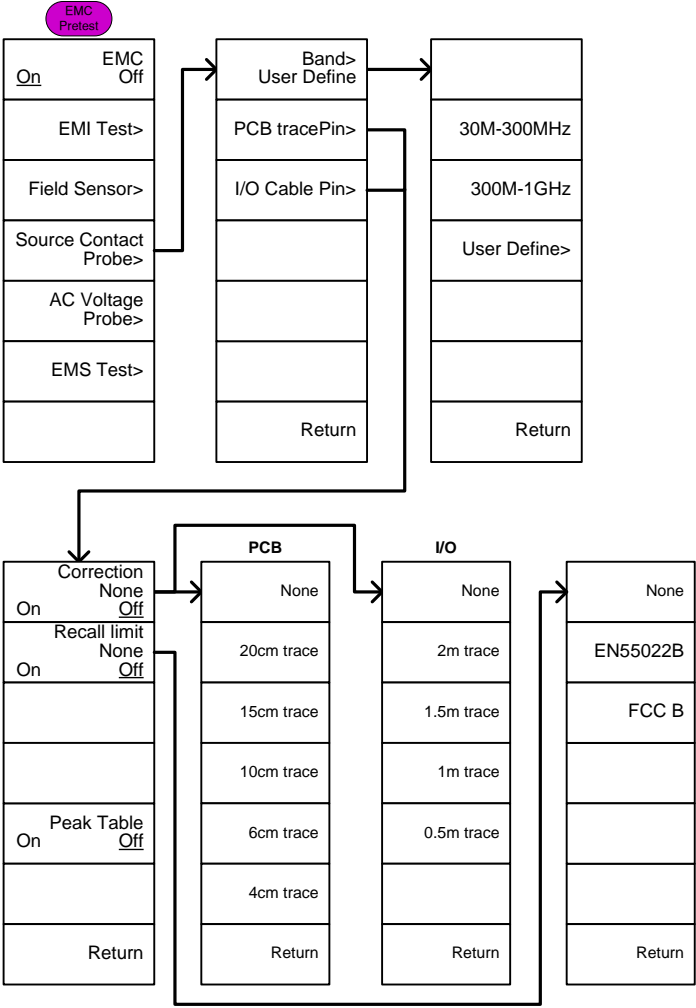 EMC
Pretest
EMC
On Off
EMI Test>
Field Sensor>
Source Contact
Probe>
AC Voltage
Probe>
EMS Test>
Band>
User Define
PCB tracePin>
I/O Cable Pin>
Return
30M-300MHz
300M-1GHz
User Define>
Return
Correction
None
On Off
Recall limit
None
On Off
Peak Table
On Off
Return
PCB
None
20cm trace
15cm trace
10cm trace
6cm trace
4cm trace
Return
I/O
None
2m trace
1.5m trace
1m trace
0.5m trace
Return
None
EN55022B
FCC B
Return